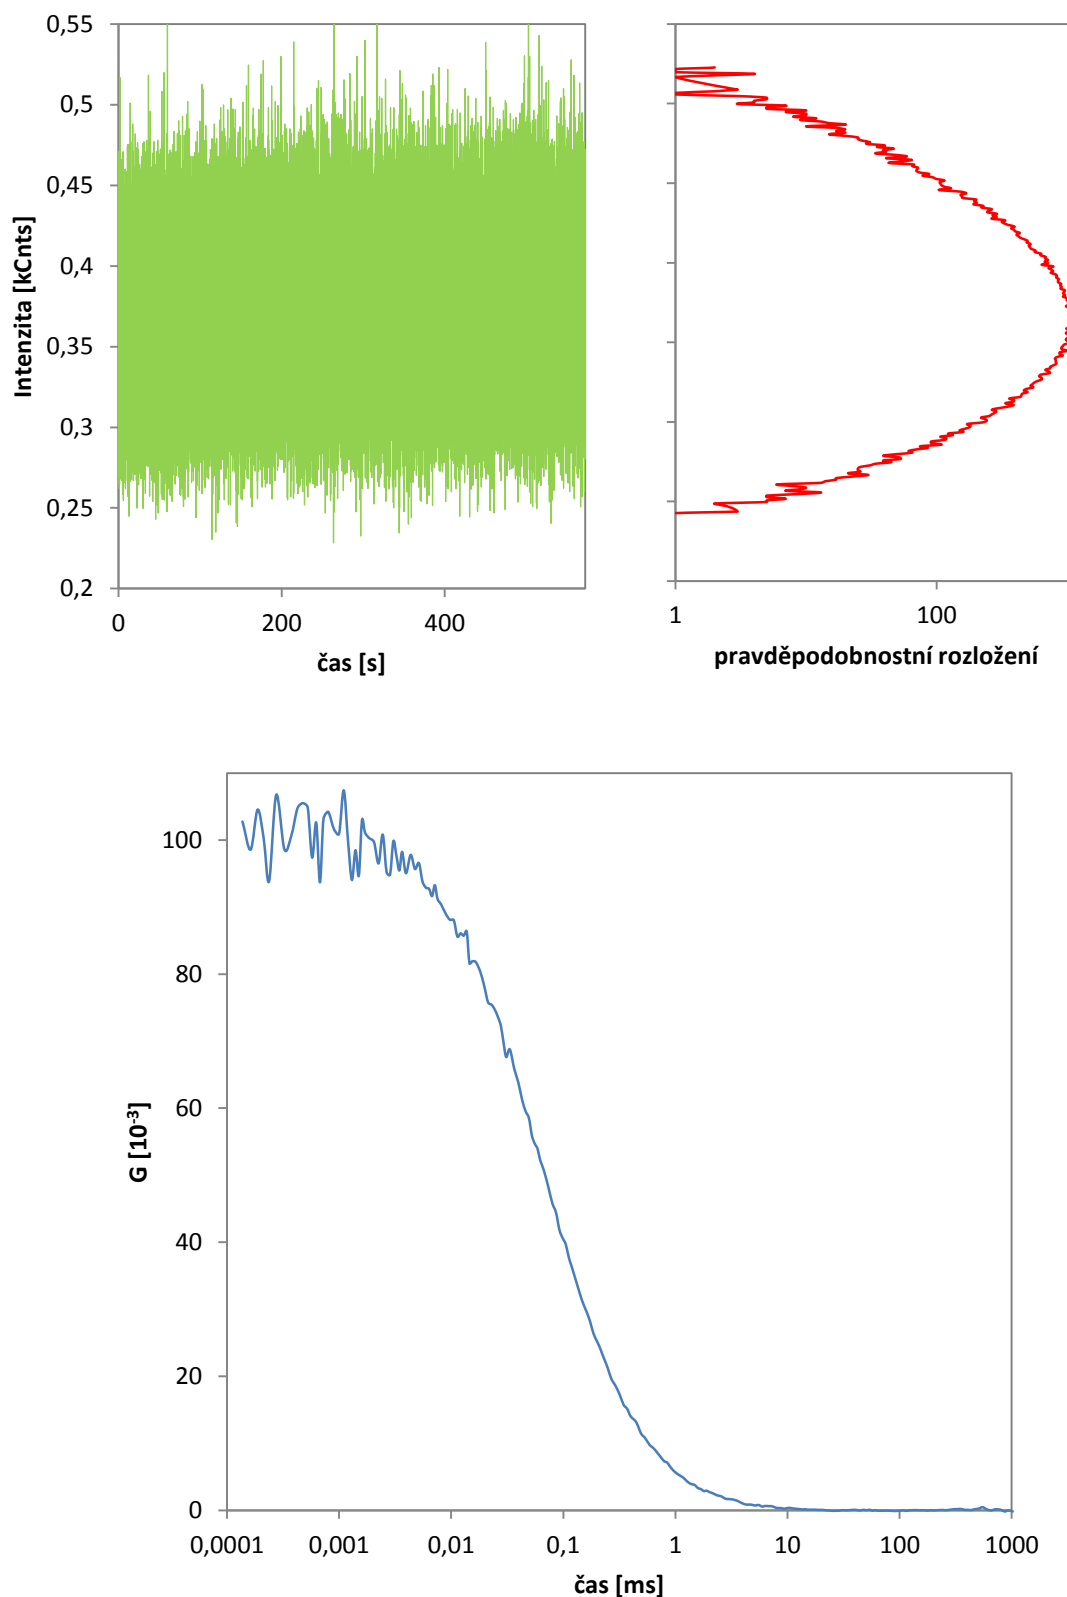 0,55
0,5
0,45
0,4
0,35
0,3
0,25
0,2
Intenzita [kCnts]
0 200 400
čas [s]
1 100
pravděpodobnostní rozložení
100
80
60
40
20
0
G [10⁻³]
0,0001 0,001 0,01 0,1 1 10 100 1000
čas [ms]